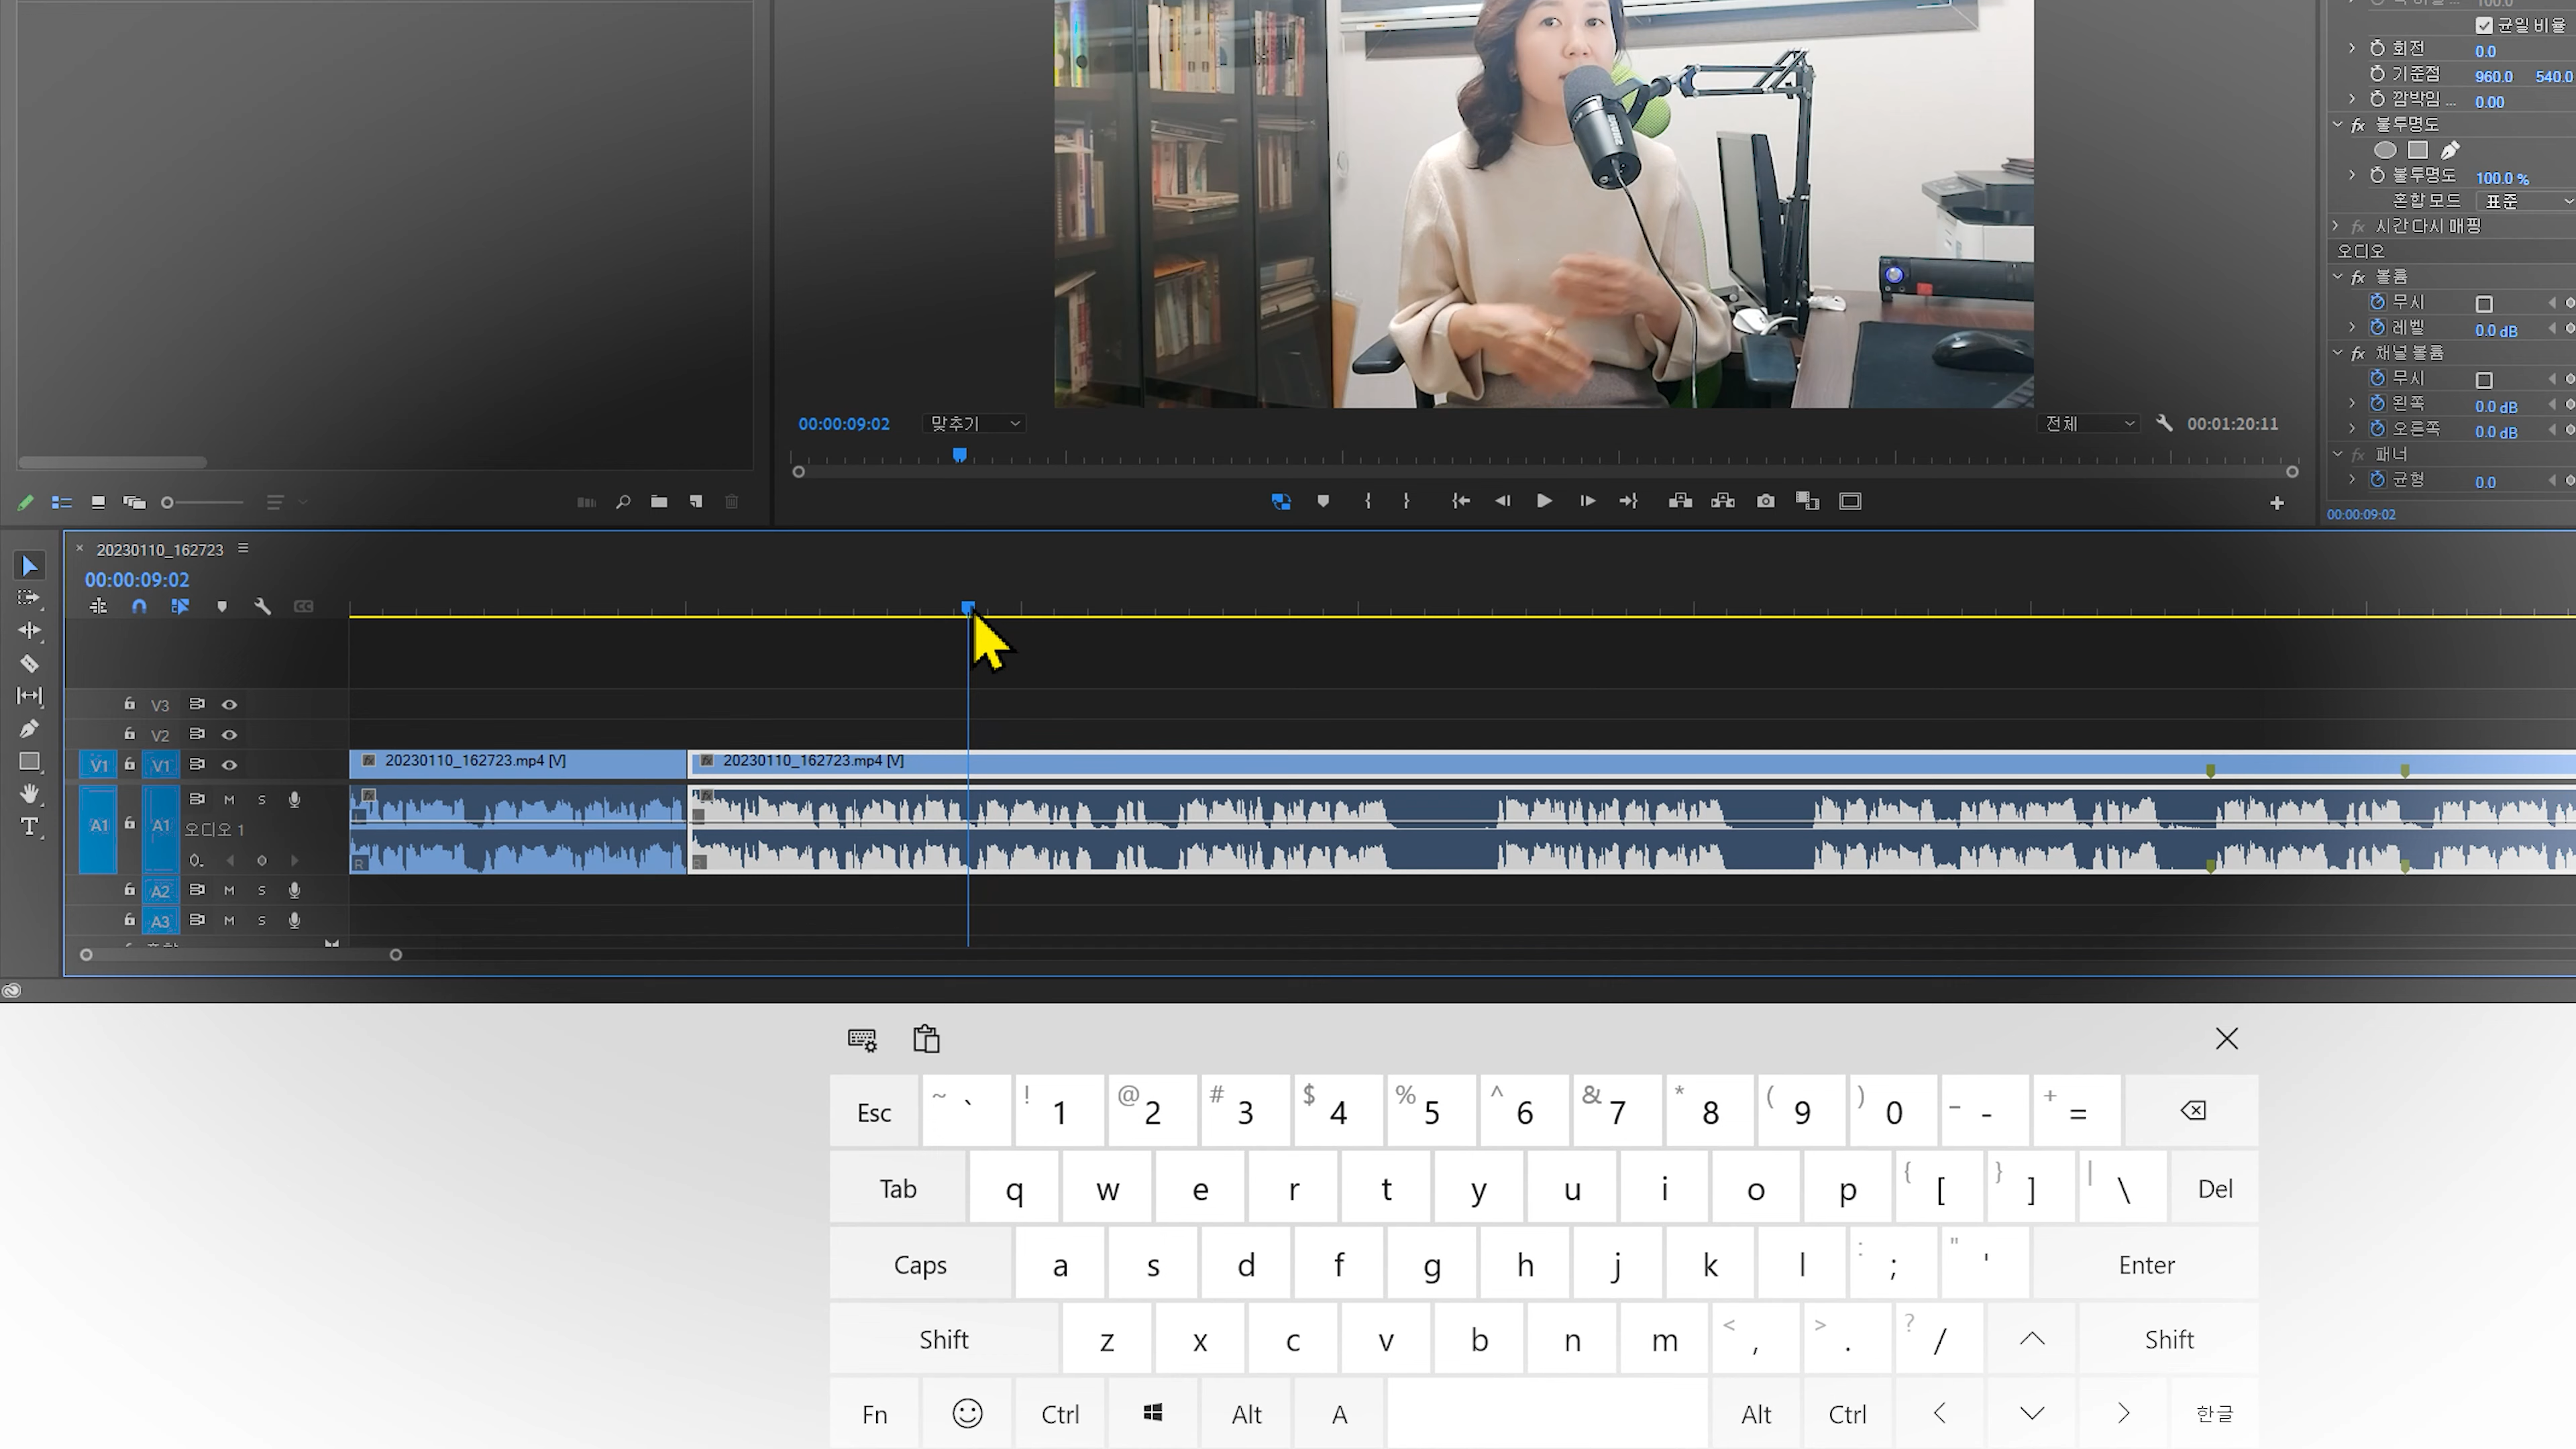 100.0
균일 비율
회전 0.0
기준점 960.0 540.0
깜박임 ... 0.00
fx 불투명도
불투명도 100.0 %
혼합 모드 표준
fx 시간 다시 매핑
오디오
fx 볼륨
무시
레벨 0.0 dB
fx 채널 볼륨
무시
왼쪽 0.0 dB
오른쪽 0.0 dB
fx 패너
균형 0.0
00:00:09:02
00:00:09:02 맞추기 전체 00:01:20:11
× 20230110_162723
00:00:09:02
CC
V3
V2
V1 V1 fx 20230110_162723.mp4 [V] fx 20230110_162723.mp4 [V]
A1 A1 M S
오디오 1
L
R
A2 M S
A3 M S
Esc ~ ` ! 1 @ 2 # 3 $ 4 % 5 ^ 6 & 7 * 8 ( 9 ) 0 _ - + =
Tab q w e r t y u i o p { [ } ] | \ Del
Caps a s d f g h j k l : ; " ' Enter
Shift z x c v b n m < , > . ? / Shift
Fn Ctrl Alt A Alt Ctrl 한글